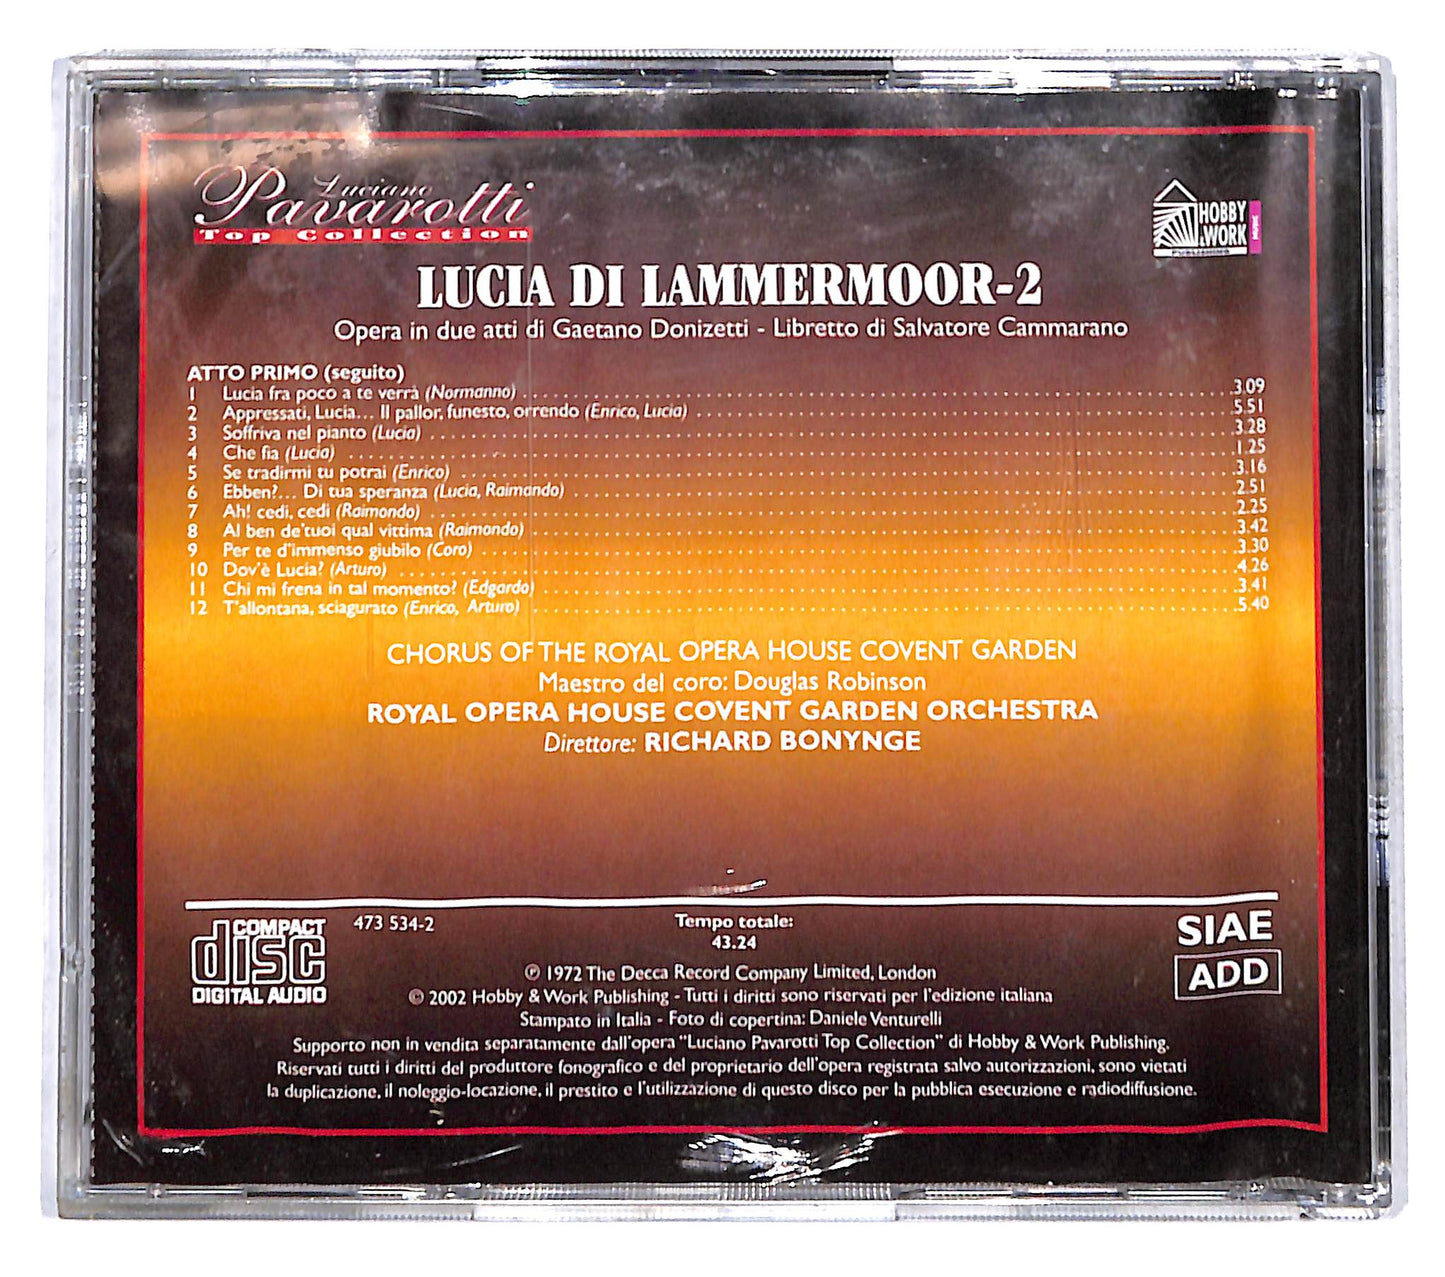 Luciano
Pavarotti
Top Collection
HOBBY
& WORK
PUBLISHING
MUSIC
LUCIA DI LAMMERMOOR-2
Opera in due atti di Gaetano Donizetti - Libretto di Salvatore Cammarano
ATTO PRIMO (seguito)
1 Lucia fra poco a te verrà (Normanno) 3.09
2 Appressati, Lucia... Il pallor, funesto, orrendo (Enrico, Lucia) 5.51
3 Soffriva nel pianto (Lucia) 3.28
4 Che fia (Lucia) 1.25
5 Se tradirmi tu potrai (Enrico) 3.16
6 Ebben?... Di tua speranza (Lucia, Raimondo) 2.51
7 Ah! cedi, cedi (Raimondo) 2.25
8 Al ben de'tuoi qual vittima (Raimondo) 3.42
9 Per te d'immenso giubilo (Coro) 3.30
10 Dov'è Lucia? (Arturo) 4.26
11 Chi mi frena in tal momento? (Edgardo) 3.41
12 T'allontana, sciagurato (Enrico, Arturo) 5.40
CHORUS OF THE ROYAL OPERA HOUSE COVENT GARDEN
Maestro del coro: Douglas Robinson
ROYAL OPERA HOUSE COVENT GARDEN ORCHESTRA
Direttore: RICHARD BONYNGE
COMPACT
disc
DIGITAL AUDIO
473 534-2
Tempo totale:
43.24
SIAE
ADD
℗ 1972 The Decca Record Company Limited, London
© 2002 Hobby & Work Publishing - Tutti i diritti sono riservati per l'edizione italiana
Stampato in Italia - Foto di copertina: Daniele Venturelli
Supporto non in vendita separatamente dall'opera "Luciano Pavarotti Top Collection" di Hobby & Work Publishing.
Riservati tutti i diritti del produttore fonografico e del proprietario dell'opera registrata salvo autorizzazioni, sono vietati
la duplicazione, il noleggio-locazione, il prestito e l'utilizzazione di questo disco per la pubblica esecuzione e radiodiffusione.